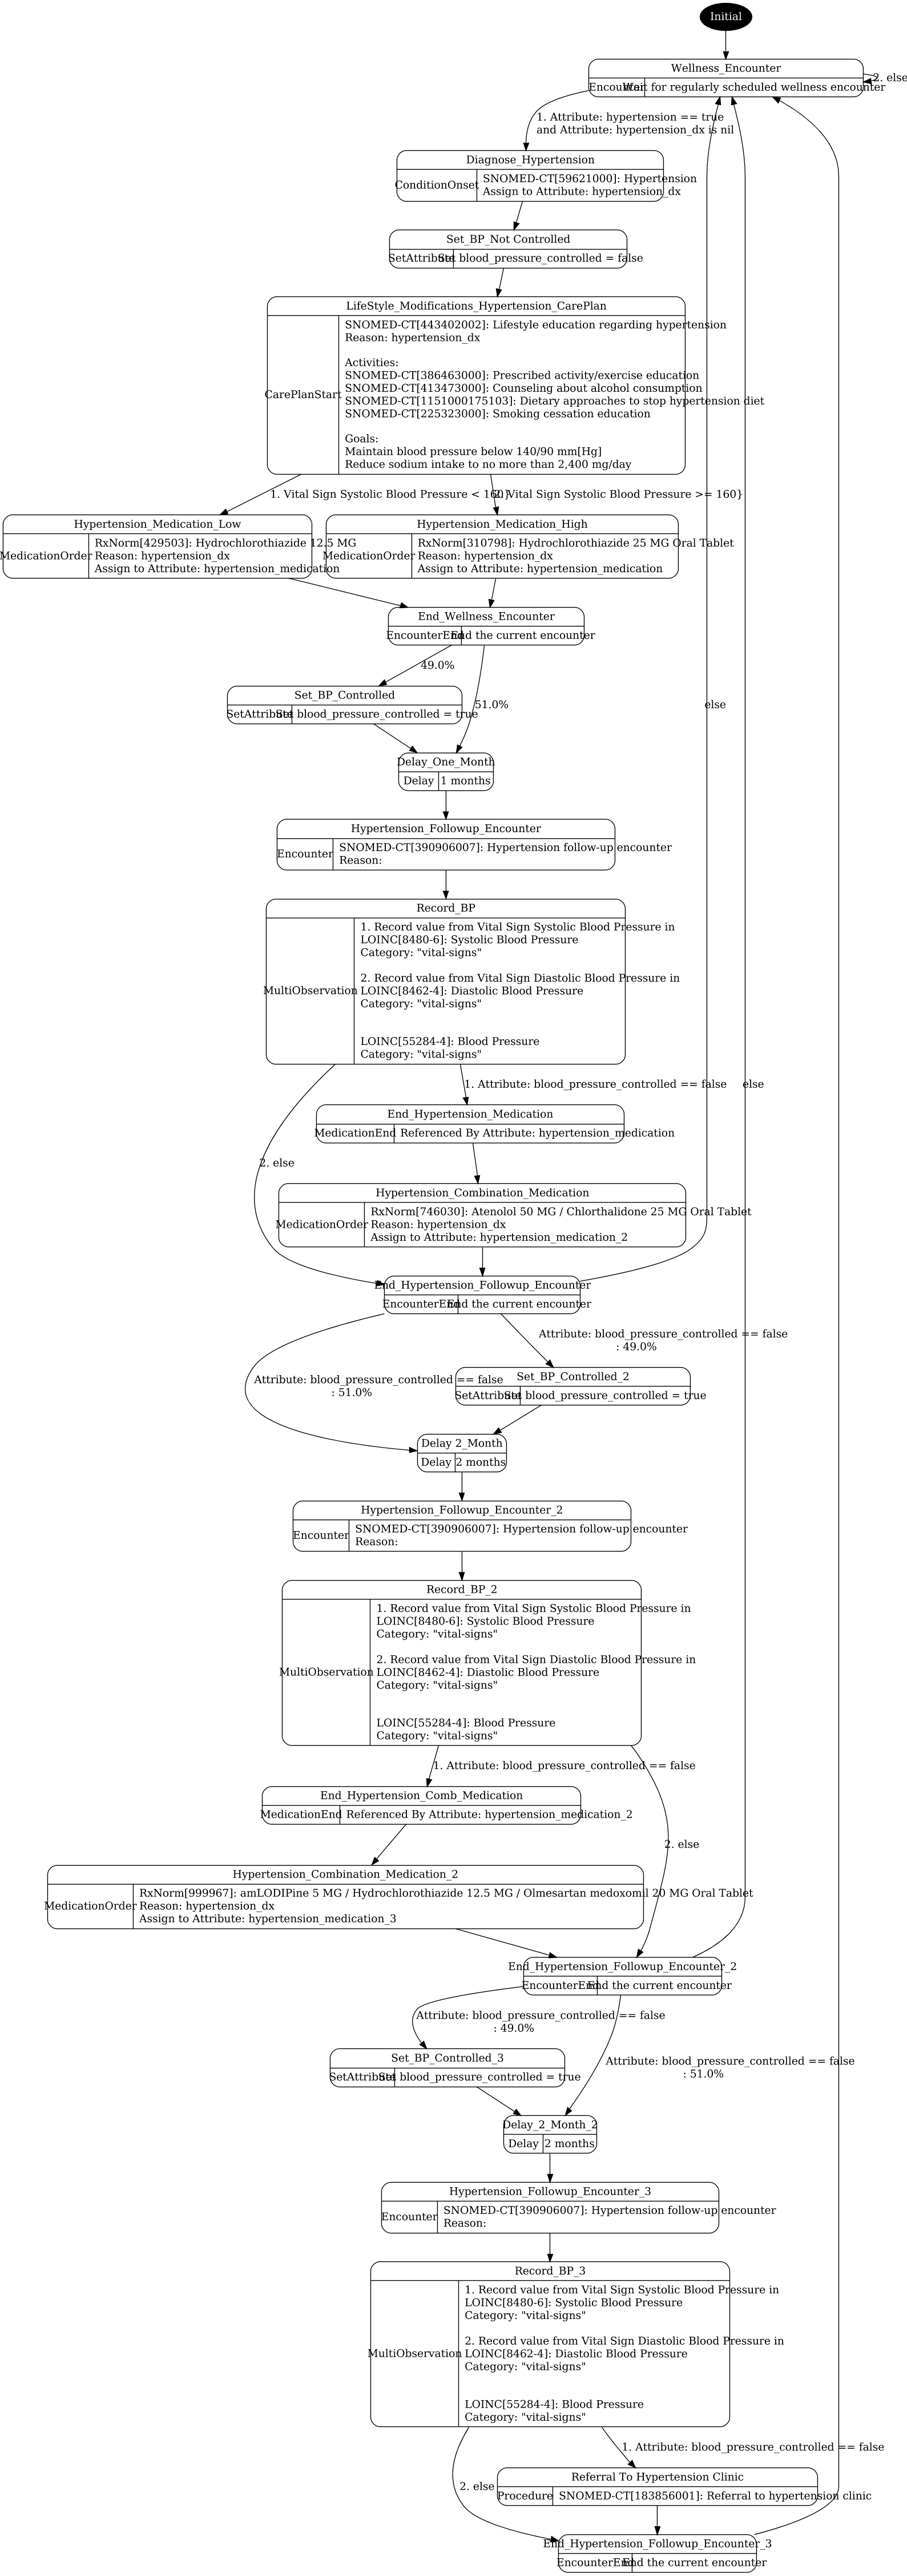 Initial
Wellness_Encounter
Encounter
Wait for regularly scheduled wellness encounter
2. else
1. Attribute: hypertension == true
and Attribute: hypertension_dx is nil
Diagnose_Hypertension
ConditionOnset
SNOMED-CT[59621000]: Hypertension
Assign to Attribute: hypertension_dx
Set_BP_Not Controlled
SetAttribute
Set blood_pressure_controlled = false
LifeStyle_Modifications_Hypertension_CarePlan
CarePlanStart
SNOMED-CT[443402002]: Lifestyle education regarding hypertension
Reason: hypertension_dx
Activities:
SNOMED-CT[386463000]: Prescribed activity/exercise education
SNOMED-CT[413473000]: Counseling about alcohol consumption
SNOMED-CT[1151000175103]: Dietary approaches to stop hypertension diet
SNOMED-CT[225323000]: Smoking cessation education
Goals:
Maintain blood pressure below 140/90 mm[Hg]
Reduce sodium intake to no more than 2,400 mg/day
1. Vital Sign Systolic Blood Pressure < 160}
2. Vital Sign Systolic Blood Pressure >= 160}
Hypertension_Medication_Low
MedicationOrder
RxNorm[429503]: Hydrochlorothiazide 12.5 MG
Reason: hypertension_dx
Assign to Attribute: hypertension_medication
Hypertension_Medication_High
MedicationOrder
RxNorm[310798]: Hydrochlorothiazide 25 MG Oral Tablet
Reason: hypertension_dx
Assign to Attribute: hypertension_medication
End_Wellness_Encounter
EncounterEnd
End the current encounter
49.0%
Set_BP_Controlled
SetAttribute
Set blood_pressure_controlled = true
51.0%
else
Delay_One_Month
Delay
1 months
Hypertension_Followup_Encounter
Encounter
SNOMED-CT[390906007]: Hypertension follow-up encounter
Reason:
Record_BP
MultiObservation
1. Record value from Vital Sign Systolic Blood Pressure in
LOINC[8480-6]: Systolic Blood Pressure
Category: "vital-signs"
2. Record value from Vital Sign Diastolic Blood Pressure in
LOINC[8462-4]: Diastolic Blood Pressure
Category: "vital-signs"
LOINC[55284-4]: Blood Pressure
Category: "vital-signs"
1. Attribute: blood_pressure_controlled == false
else
End_Hypertension_Medication
MedicationEnd
Referenced By Attribute: hypertension_medication
2. else
Hypertension_Combination_Medication
MedicationOrder
RxNorm[746030]: Atenolol 50 MG / Chlorthalidone 25 MG Oral Tablet
Reason: hypertension_dx
Assign to Attribute: hypertension_medication_2
End_Hypertension_Followup_Encounter
EncounterEnd
End the current encounter
Attribute: blood_pressure_controlled == false
: 49.0%
Attribute: blood_pressure_controlled == false
: 51.0%
Set_BP_Controlled_2
SetAttribute
Set blood_pressure_controlled = true
Delay 2_Month
Delay
2 months
Hypertension_Followup_Encounter_2
Encounter
SNOMED-CT[390906007]: Hypertension follow-up encounter
Reason:
Record_BP_2
MultiObservation
1. Record value from Vital Sign Systolic Blood Pressure in
LOINC[8480-6]: Systolic Blood Pressure
Category: "vital-signs"
2. Record value from Vital Sign Diastolic Blood Pressure in
LOINC[8462-4]: Diastolic Blood Pressure
Category: "vital-signs"
LOINC[55284-4]: Blood Pressure
Category: "vital-signs"
1. Attribute: blood_pressure_controlled == false
End_Hypertension_Comb_Medication
MedicationEnd
Referenced By Attribute: hypertension_medication_2
2. else
Hypertension_Combination_Medication_2
MedicationOrder
RxNorm[999967]: amLODIPine 5 MG / Hydrochlorothiazide 12.5 MG / Olmesartan medoxomil 20 MG Oral Tablet
Reason: hypertension_dx
Assign to Attribute: hypertension_medication_3
End_Hypertension_Followup_Encounter_2
EncounterEnd
End the current encounter
Attribute: blood_pressure_controlled == false
: 49.0%
Set_BP_Controlled_3
SetAttribute
Set blood_pressure_controlled = true
Attribute: blood_pressure_controlled == false
: 51.0%
Delay_2_Month_2
Delay
2 months
Hypertension_Followup_Encounter_3
Encounter
SNOMED-CT[390906007]: Hypertension follow-up encounter
Reason:
Record_BP_3
MultiObservation
1. Record value from Vital Sign Systolic Blood Pressure in
LOINC[8480-6]: Systolic Blood Pressure
Category: "vital-signs"
2. Record value from Vital Sign Diastolic Blood Pressure in
LOINC[8462-4]: Diastolic Blood Pressure
Category: "vital-signs"
LOINC[55284-4]: Blood Pressure
Category: "vital-signs"
1. Attribute: blood_pressure_controlled == false
Referral To Hypertension Clinic
Procedure
SNOMED-CT[183856001]: Referral to hypertension clinic
2. else
End_Hypertension_Followup_Encounter_3
EncounterEnd
End the current encounter